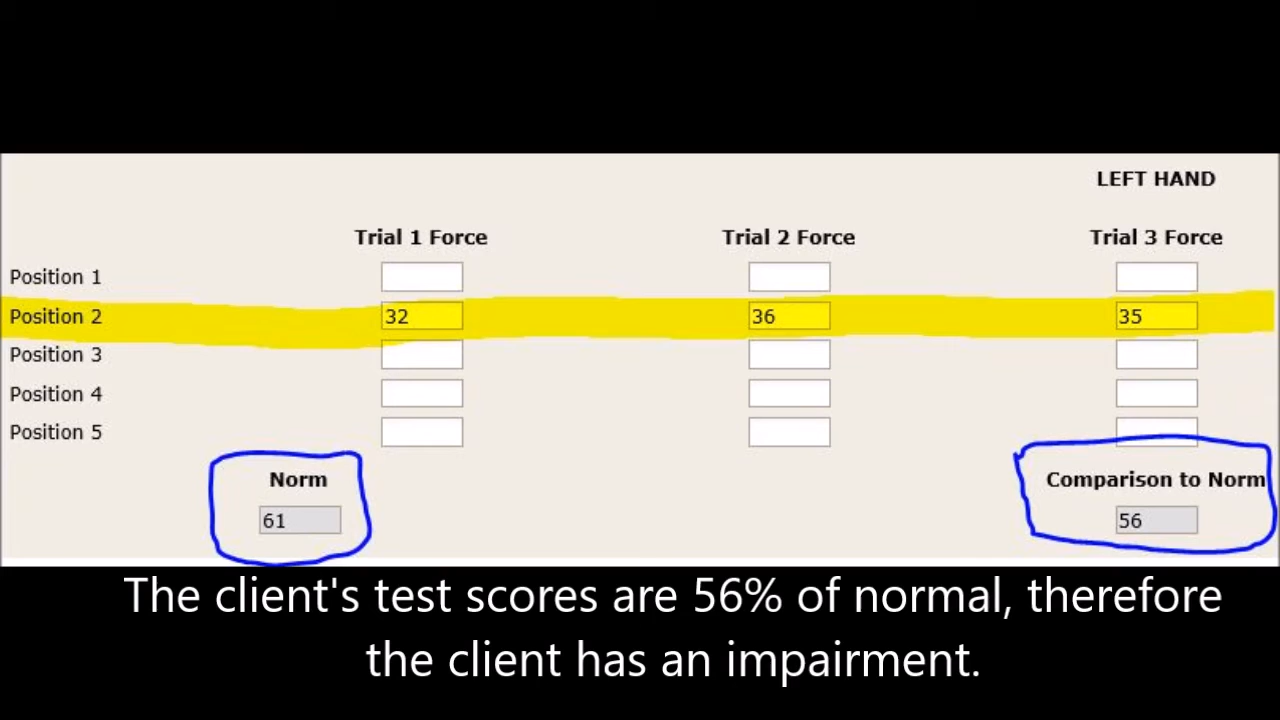 LEFT HAND
Trial 1 Force Trial 2 Force Trial 3 Force
Position 1
Position 2 32 36 35
Position 3
Position 4
Position 5
Norm Comparison to Norm
61 56
The client's test scores are 56% of normal, therefore
the client has an impairment.